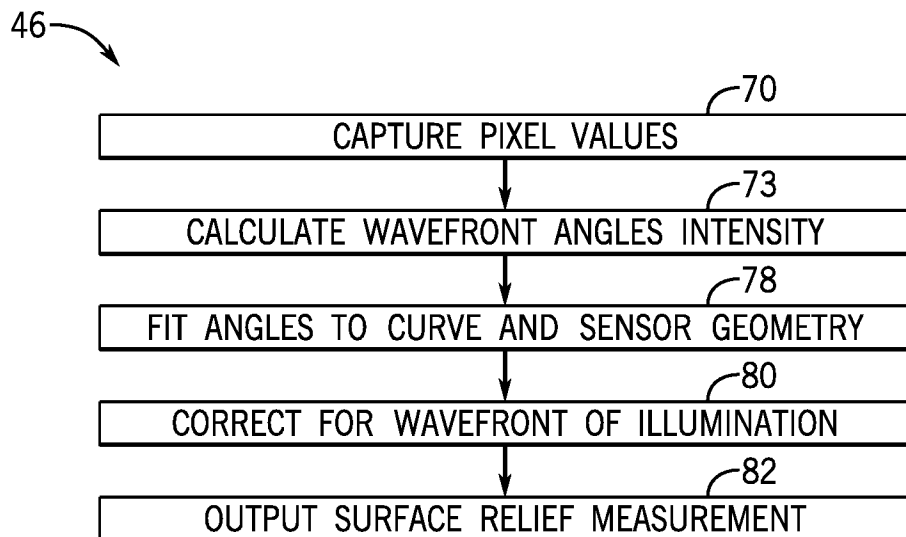 46
70
CAPTURE PIXEL VALUES
73
CALCULATE WAVEFRONT ANGLES INTENSITY
78
FIT ANGLES TO CURVE AND SENSOR GEOMETRY
80
CORRECT FOR WAVEFRONT OF ILLUMINATION
82
OUTPUT SURFACE RELIEF MEASUREMENT